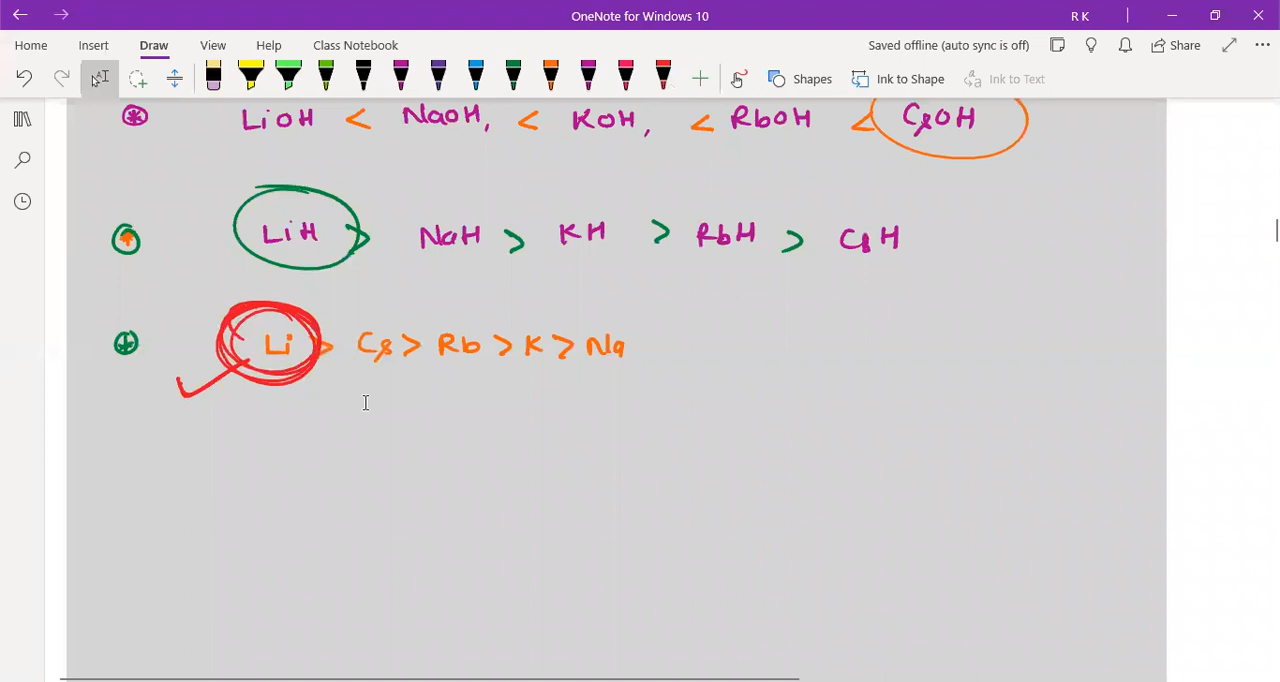 OneNote for Windows 10
R K
Home Insert Draw View Help Class Notebook
Saved offline (auto sync is off) Share
Shapes Ink to Shape Ink to Text
LiOH < NaOH, < KOH, < RbOH < CsOH
LiH > NaH > KH > RbH > CsH
Li > Cs > Rb > K > Na